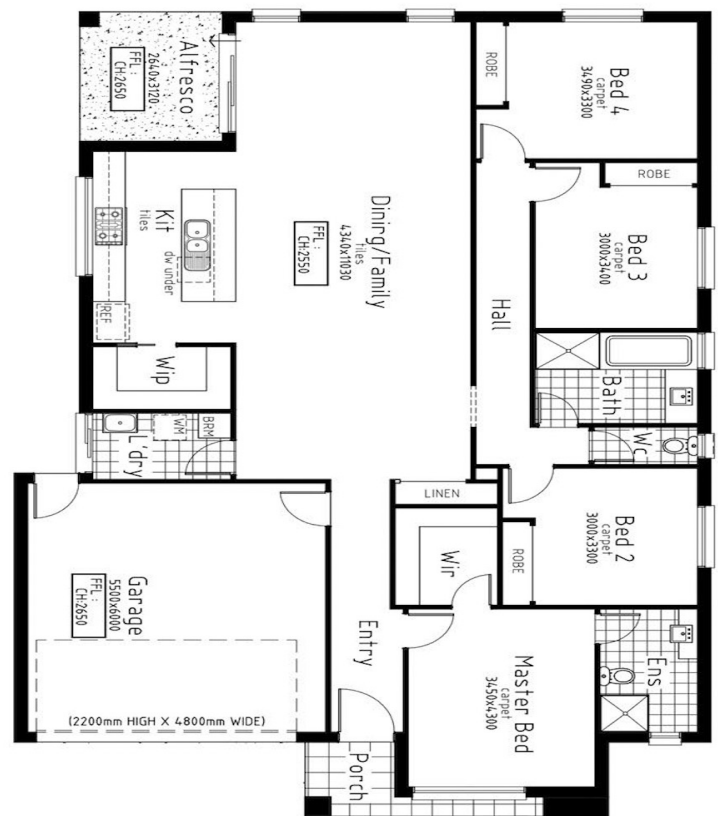 Alfresco
2640x3120
FFL :
CH:2650
ROBE
Bed 4
carpet
3490x3300
ROBE
Bed 3
carpet
3000x3400
Kit
tiles
dw under
REF
Dinirg/Family
tiles
4340x11030
FFL :
CH:2550
Hall
Bath
Wip
BRM
WM
L'dry
Wc
LINEN
Wir
ROBE
Bed 2
carpet
3000x3300
Garage
5500x6000
FFL :
CH:2650
(2200mm HIGH X 4800mm WIDE)
Entry
Master Bed
carpet
3450x4300
Ens
Porch